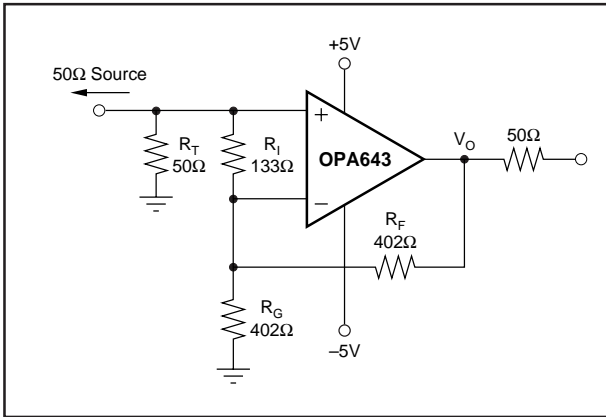 +5V
50Ω Source
R_T
50Ω
R_I
133Ω
+
OPA643
−
V_O
50Ω
R_F
402Ω
R_G
402Ω
–5V